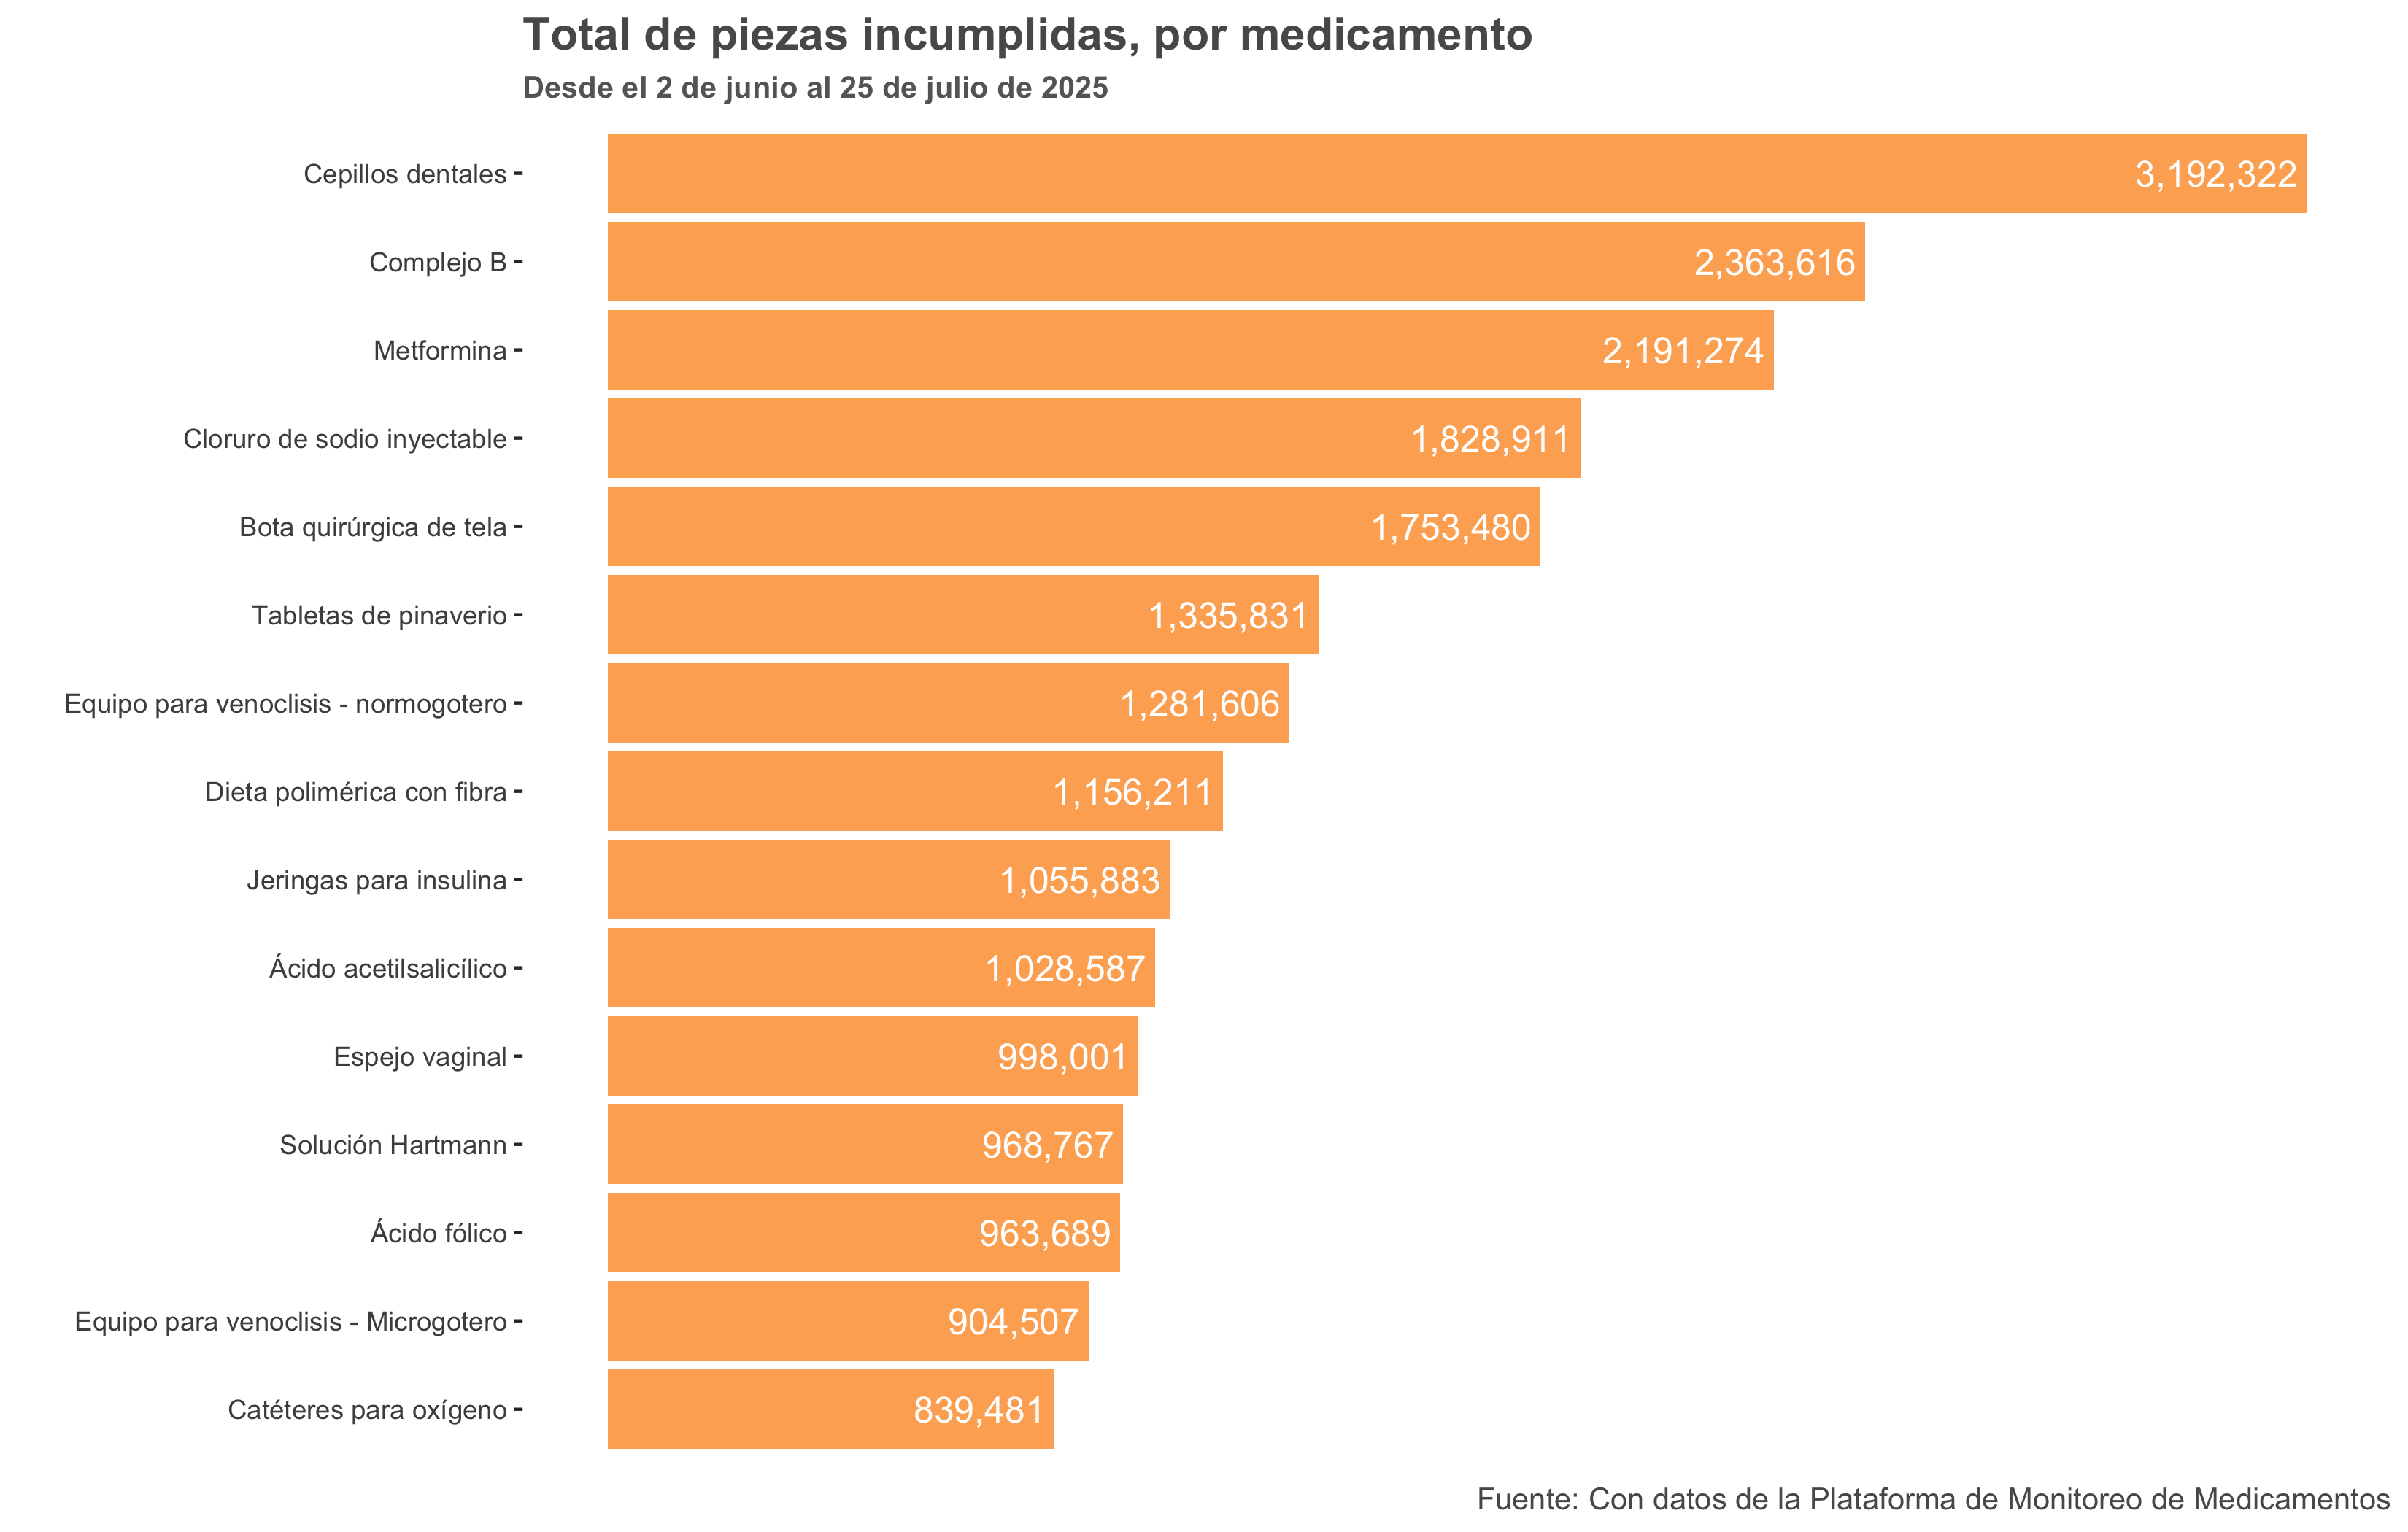 Total de piezas incumplidas, por medicamento
Desde el 2 de junio al 25 de julio de 2025
Cepillos dentales 3,192,322
Complejo B 2,363,616
Metformina 2,191,274
Cloruro de sodio inyectable 1,828,911
Bota quirúrgica de tela 1,753,480
Tabletas de pinaverio 1,335,831
Equipo para venoclisis - normogotero 1,281,606
Dieta polimérica con fibra 1,156,211
Jeringas para insulina 1,055,883
Ácido acetilsalicílico 1,028,587
Espejo vaginal 998,001
Solución Hartmann 968,767
Ácido fólico 963,689
Equipo para venoclisis - Microgotero 904,507
Catéteres para oxígeno 839,481
Fuente: Con datos de la Plataforma de Monitoreo de Medicamentos